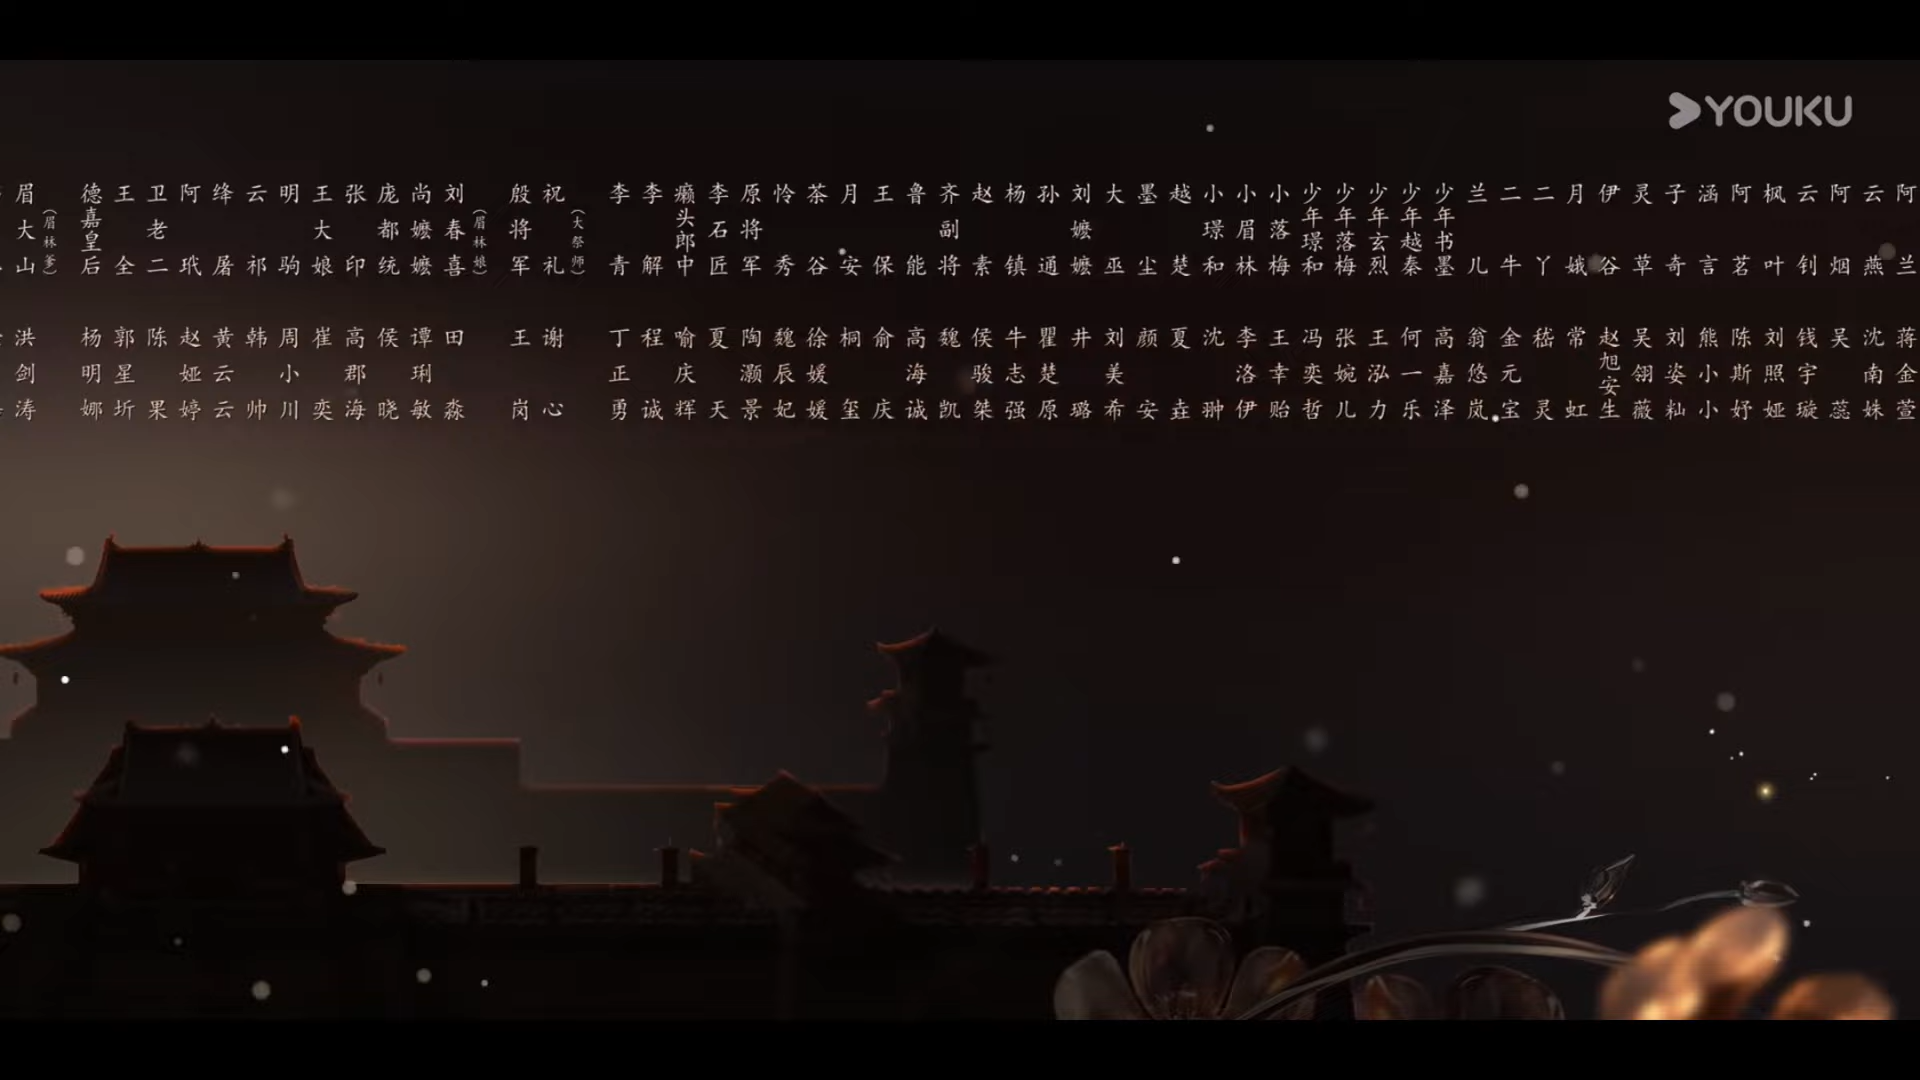 YOUKU
眉大山 (眉林爹) 洪剑涛
德嘉皇后 杨明娜
王全 郭星圻
卫老二 陈果
阿玳 赵娅婷
绛屠 黄云云
云祁 韩帅
明驹 周小川
王大娘 崔奕
张印 高郡海
庞都统 侯晓
尚嬷嬷 谭琍敏
刘春喜 (眉林娘) 田淼
殷将军 王岗
祝礼 (大祭师) 谢心
李青 丁正勇
李解 程诚
癞头郎中 喻庆辉
李石匠 夏天
原将军 陶灏景
怜秀 魏辰妃
茶谷 徐媛媛
月安 桐玺
王保 俞庆
鲁能 高海诚
齐副将 魏凯
赵素 侯骏桀
杨镇 牛志强
孙通 瞿楚原
刘嬷嬷 井璐
大巫 刘美希
墨尘 颜安
越楚 夏垚
小璟和 沈翀
小眉林 李洛伊
小落梅 王幸贻
少年璟和 冯奕哲
少年落梅 张婉儿
少年玄烈 王泓力
少年越秦 何一乐
少年书墨 高嘉泽
兰儿 翁悠岚
二牛 金元宝
二丫 嵇灵
月娥 常虹
伊谷 赵旭安生
灵草 吴翎薇
子奇 刘姿籼
涵言 熊小小
阿茗 陈斯妤
枫叶 刘照娅
云钊 钱宇璇
阿烟 吴蕊
云燕 沈南姝
阿兰 蒋金萱